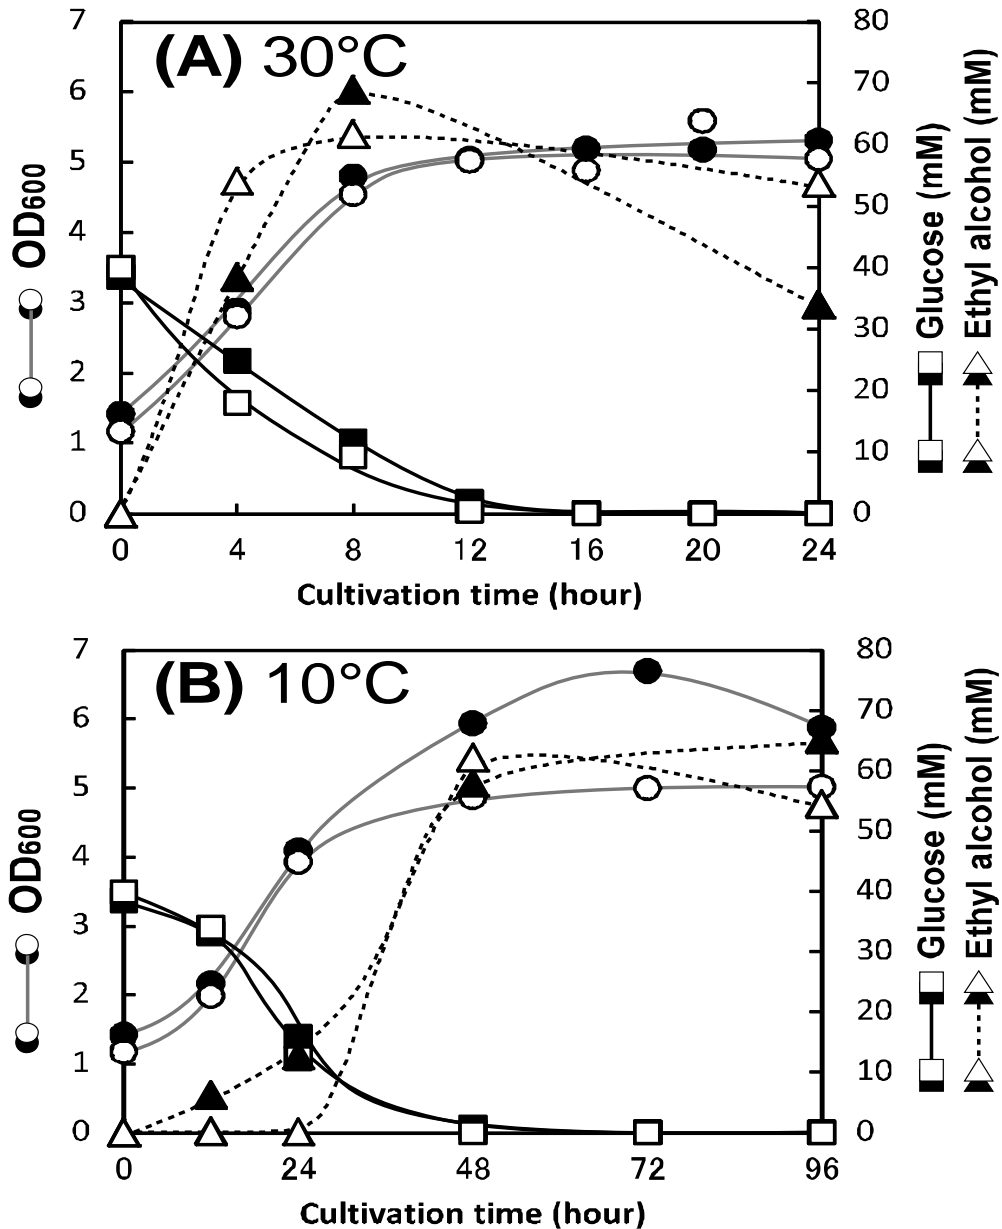 (A) 30°C
7
6
5
4
3
2
1
0
OD600
80
70
60
50
40
30
20
10
0
Glucose (mM)
Ethyl alcohol (mM)
0 4 8 12 16 20 24
Cultivation time (hour)
(B) 10°C
7
6
5
4
3
2
1
0
OD600
80
70
60
50
40
30
20
10
0
Glucose (mM)
Ethyl alcohol (mM)
0 24 48 72 96
Cultivation time (hour)